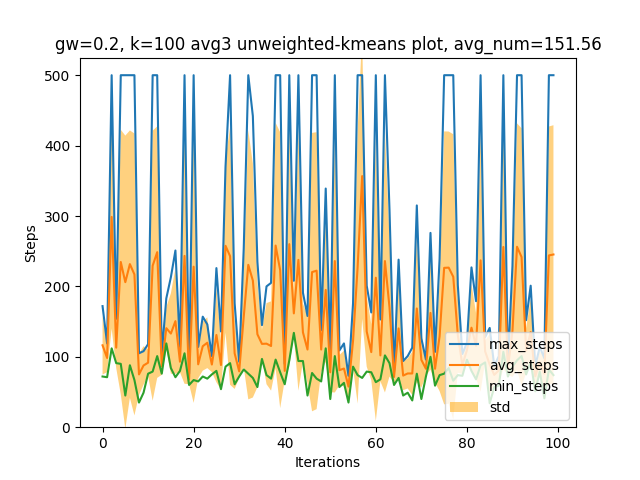 gw=0.2, k=100 avg3 unweighted-kmeans plot, avg_num=151.56
500
400
300
200
100
0
Steps
0 20 40 60 80 100
Iterations
max_steps
avg_steps
min_steps
std